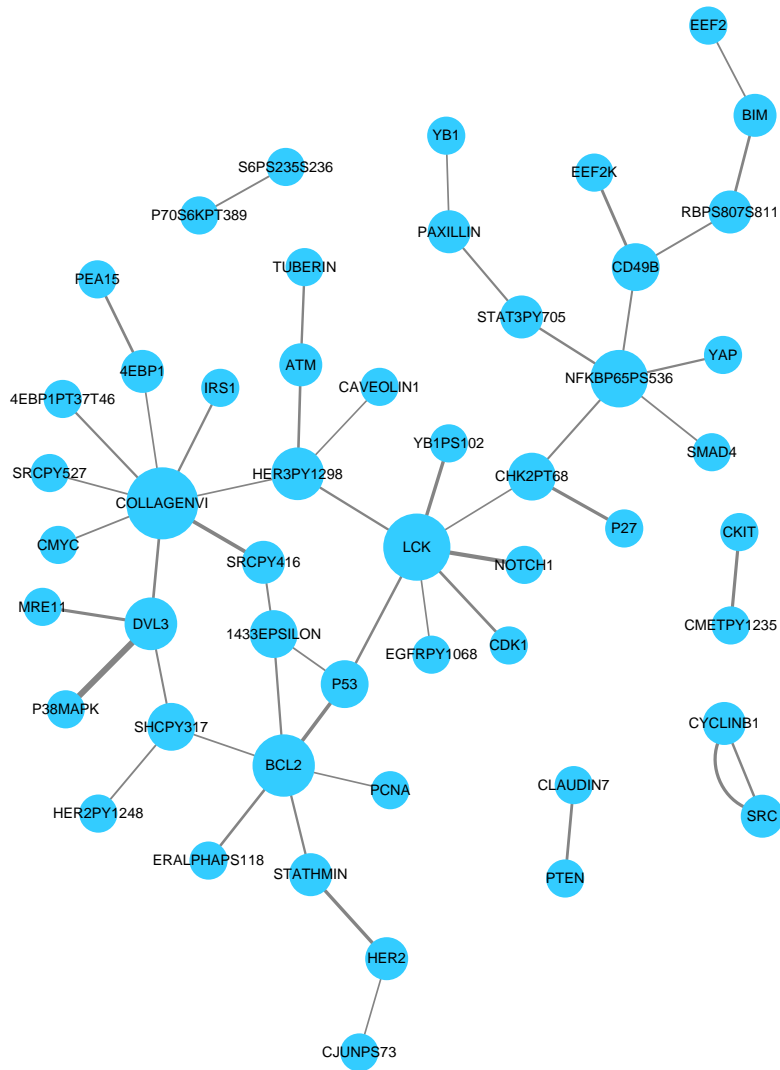 EEF2
BIM
YB1
S6PS235S236
EEF2K
P70S6KPT389
RBPS807S811
PAXILLIN
CD49B
TUBERIN
PEA15
STAT3PY705
YAP
ATM
4EBP1
NFKBP65PS536
IRS1
CAVEOLIN1
4EBP1PT37T46
YB1PS102
SMAD4
SRCPY527
HER3PY1298
CHK2PT68
COLLAGENVI
P27
CKIT
CMYC
LCK
SRCPY416
NOTCH1
MRE11
DVL3
1433EPSILON
CMETPY1235
EGFRPY1068
CDK1
P53
P38MAPK
SHCPY317
CYCLINB1
BCL2
CLAUDIN7
PCNA
HER2PY1248
SRC
ERALPHAPS118
STATHMIN
PTEN
HER2
CJUNPS73